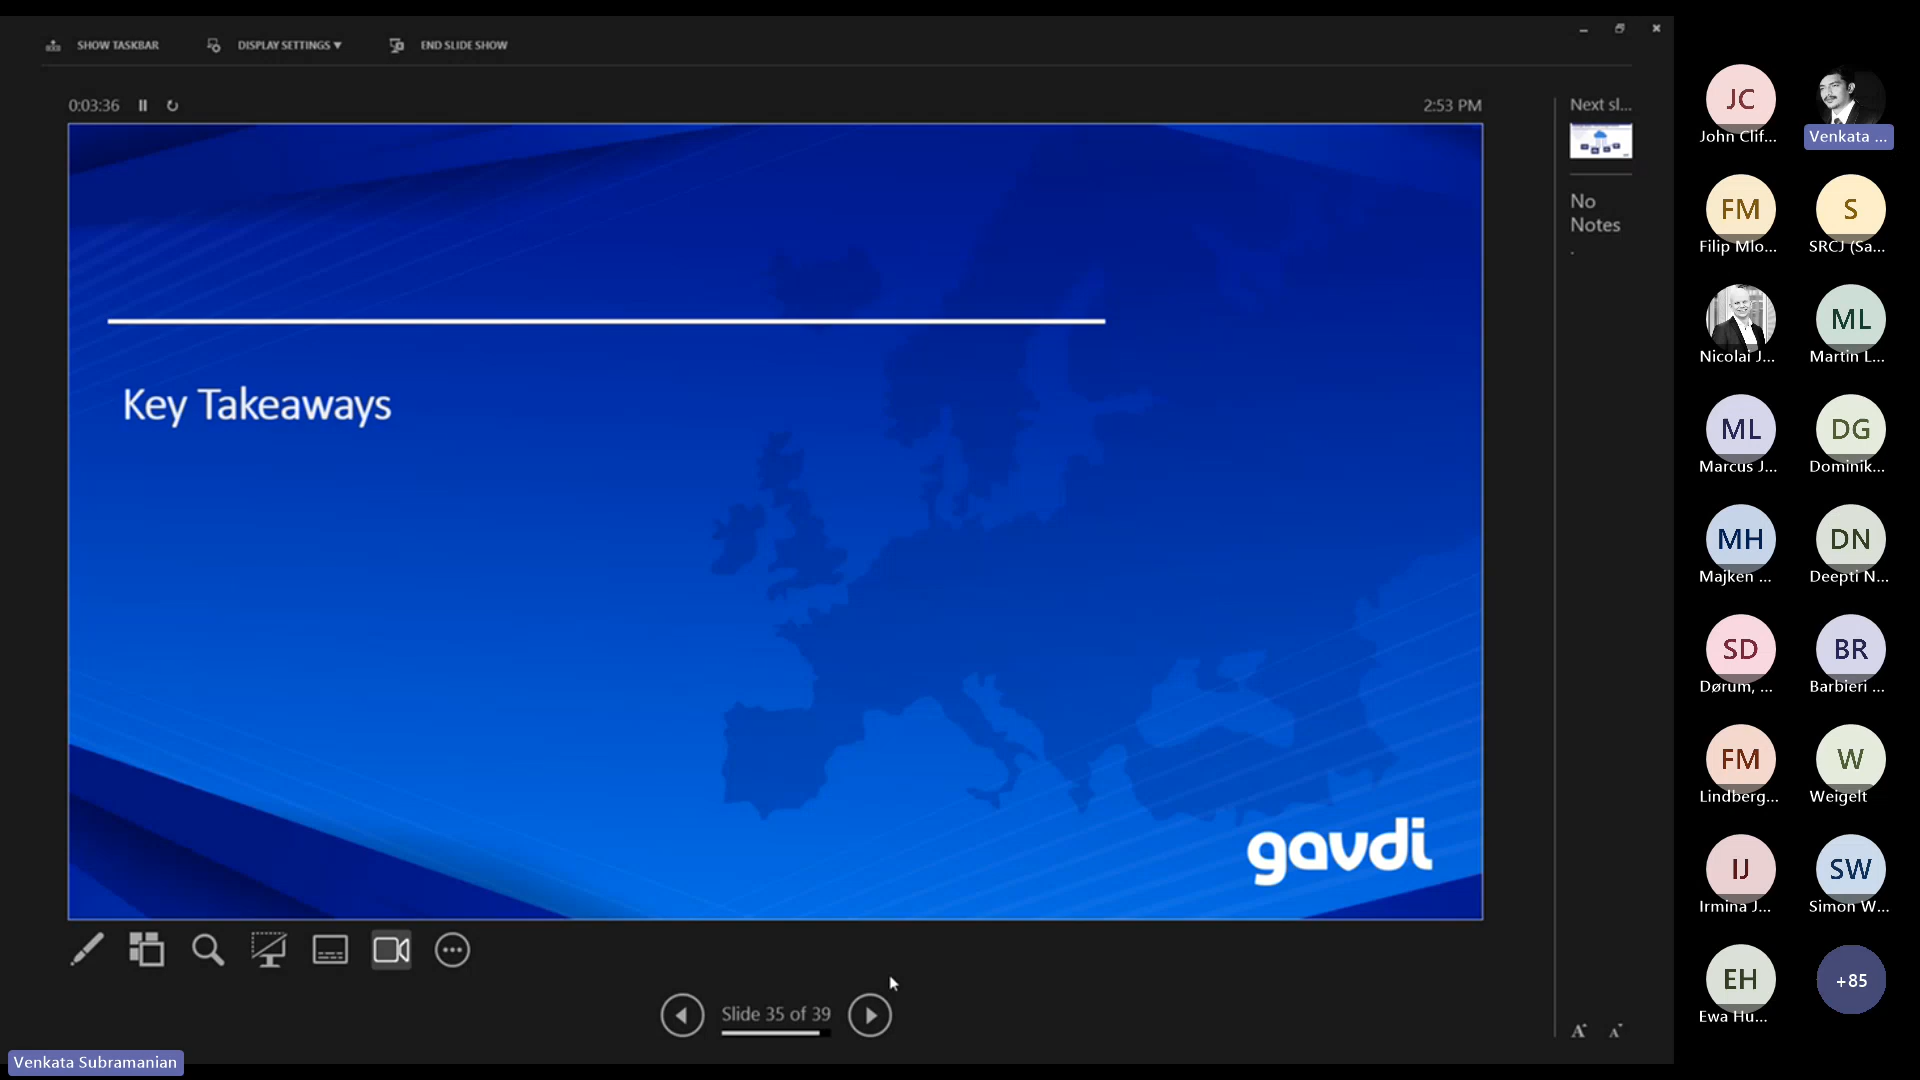 SHOW TASKBAR
DISPLAY SETTINGS ▼
END SLIDE SHOW
0:03:36
2:53 PM
Next sl...
No
Notes
.
Key Takeaways
gavdi
Slide 35 of 39
A
A
Venkata Subramanian
JC
John Clif...
Venkata ...
FM
Filip Mlo...
S
SRCJ (Sa...
Nicolai J...
ML
Martin L...
ML
Marcus J...
DG
Dominik...
MH
Majken ...
DN
Deepti N...
SD
Dørum, ...
BR
Barbieri ...
FM
Lindberg...
W
Weigelt
IJ
Irmina J...
SW
Simon W...
EH
Ewa Hu...
+85